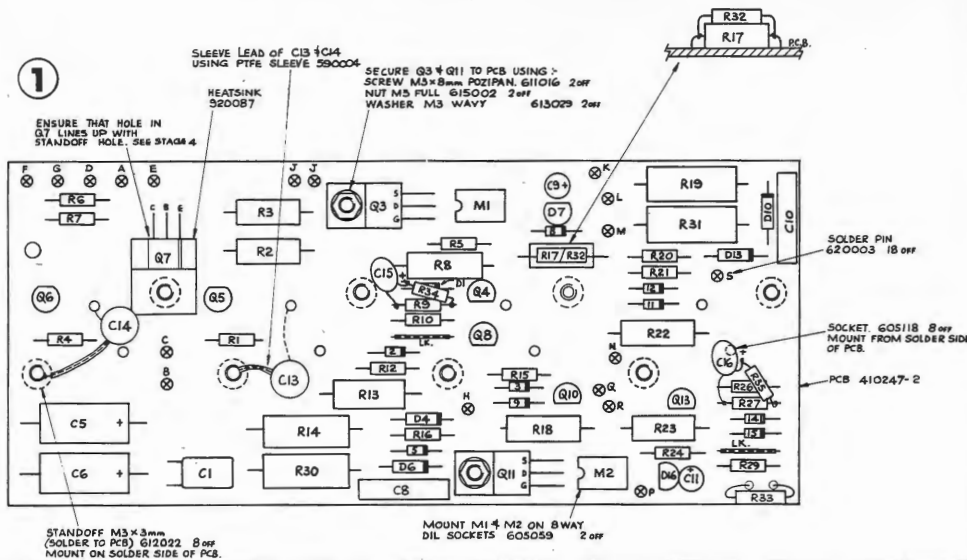 R32
R17
P.C.B.
1
SLEEVE LEAD OF C13 & C14
USING PTFE SLEEVE 590004
SECURE Q3 & Q11 TO PCB USING :-
SCREW M3×8mm POZIPAN. 611016 2 OFF
NUT M3 FULL 615002 2 OFF
WASHER M3 WAVY 613029 2 OFF
HEATSINK
920087
ENSURE THAT HOLE IN
Q7 LINES UP WITH
STANDOFF HOLE. SEE STAGE 4
F G D A E
J J
K
L
M
R6
R7
C B E
Q7
R3
R2
Q3
S
D
G
M1
C9 +
D7
8
R17/R32
R19
R31
D10
C10
R5
R8
C15 +
D1
R34
R9
R10
LK.
Q4
Q8
R20
R21
12
11
D13
S
SOLDER PIN
620003 18 OFF
Q6
Q5
C14
R4
C
B
R1
C13
2
R12
R13
H
R15
3
9
Q10
R22
N
Q
R
Q13
C16 +
R35
R26
R27
14
15
LK.
R29
R33
SOCKET. 605118 8 OFF
MOUNT FROM SOLDER SIDE
OF PCB.
PCB 410247-2
C5 +
C6 +
C1
R14
R30
D4
R16
5
D6
C8
Q11
S
D
G
R18
M2
R23
R24
D16
C11 +
P
STANDOFF M3×3mm
(SOLDER TO PCB) 612022 8 OFF
MOUNT ON SOLDER SIDE OF PCB.
MOUNT M1 & M2 ON 8 WAY
DIL SOCKETS 605059 2 OFF